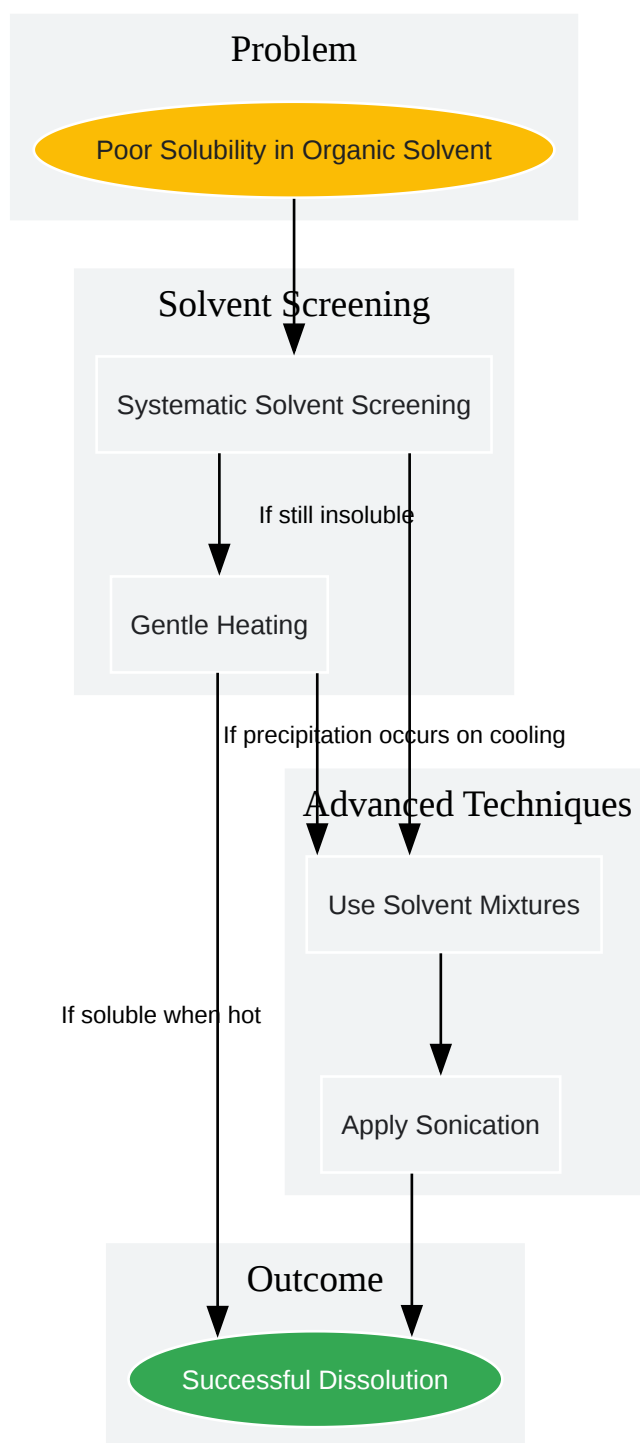 Problem
Poor Solubility in Organic Solvent
Solvent Screening
Systematic Solvent Screening
If still insoluble
Gentle Heating
If precipitation occurs on cooling
Advanced Techniques
Use Solvent Mixtures
If soluble when hot
Apply Sonication
Outcome
Successful Dissolution